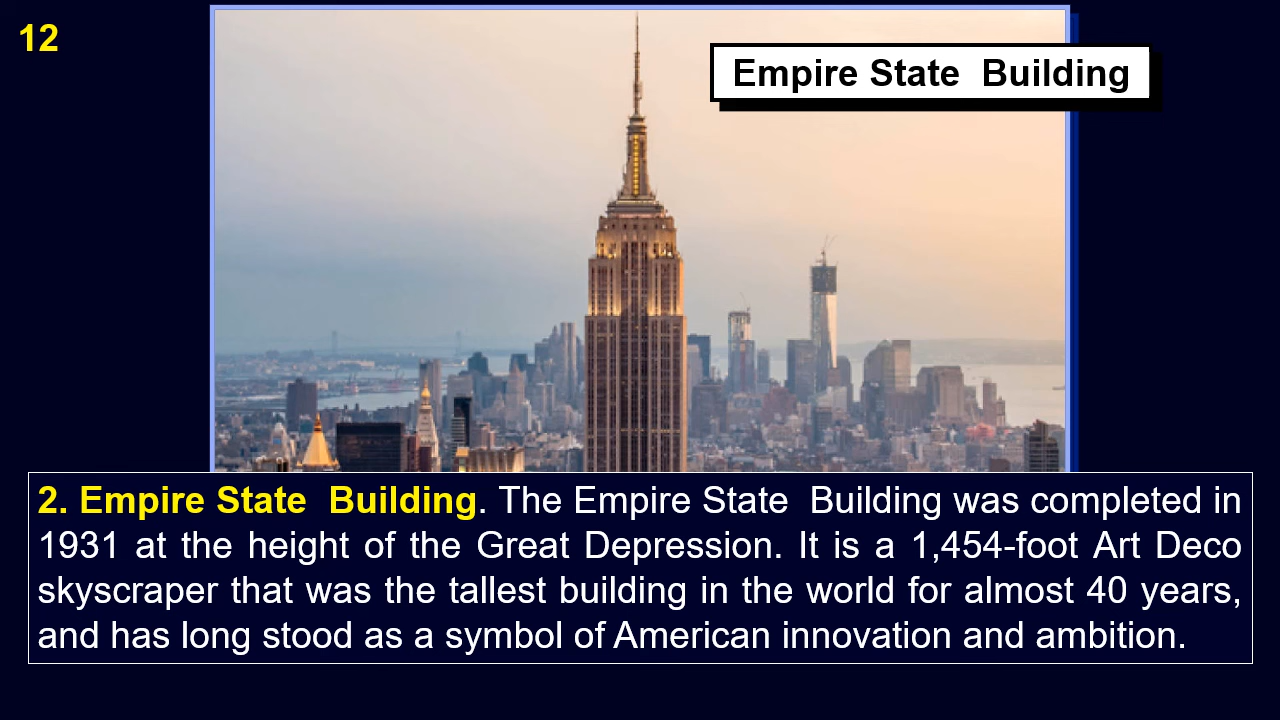 12
Empire State  Building
2. Empire State  Building. The Empire State  Building was completed in
1931 at the height of the Great Depression. It is a 1,454-foot Art Deco
skyscraper that was the tallest building in the world for almost 40 years,
and has long stood as a symbol of American innovation and ambition.